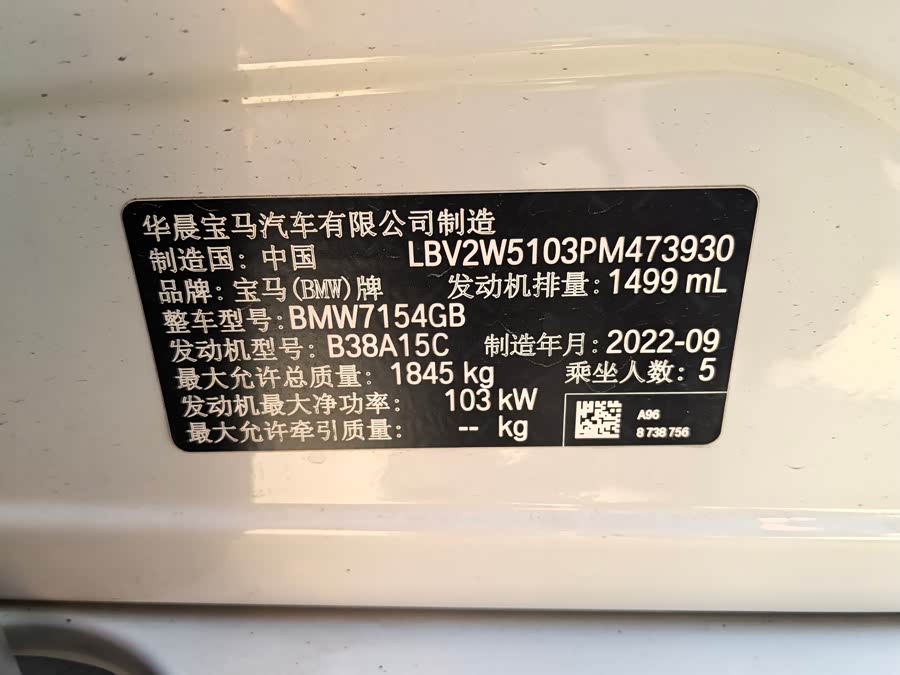 华晨宝马汽车有限公司制造
制造国：中国 LBV2W5103PM473930
品牌：宝马(BMW)牌 发动机排量：1499 mL
整车型号：BMW7154GB
发动机型号：B38A15C 制造年月：2022-09
最大允许总质量：1845 kg 乘坐人数：5
发动机最大净功率：103 kW
最大允许牵引质量：-- kg
A96
8 738 756